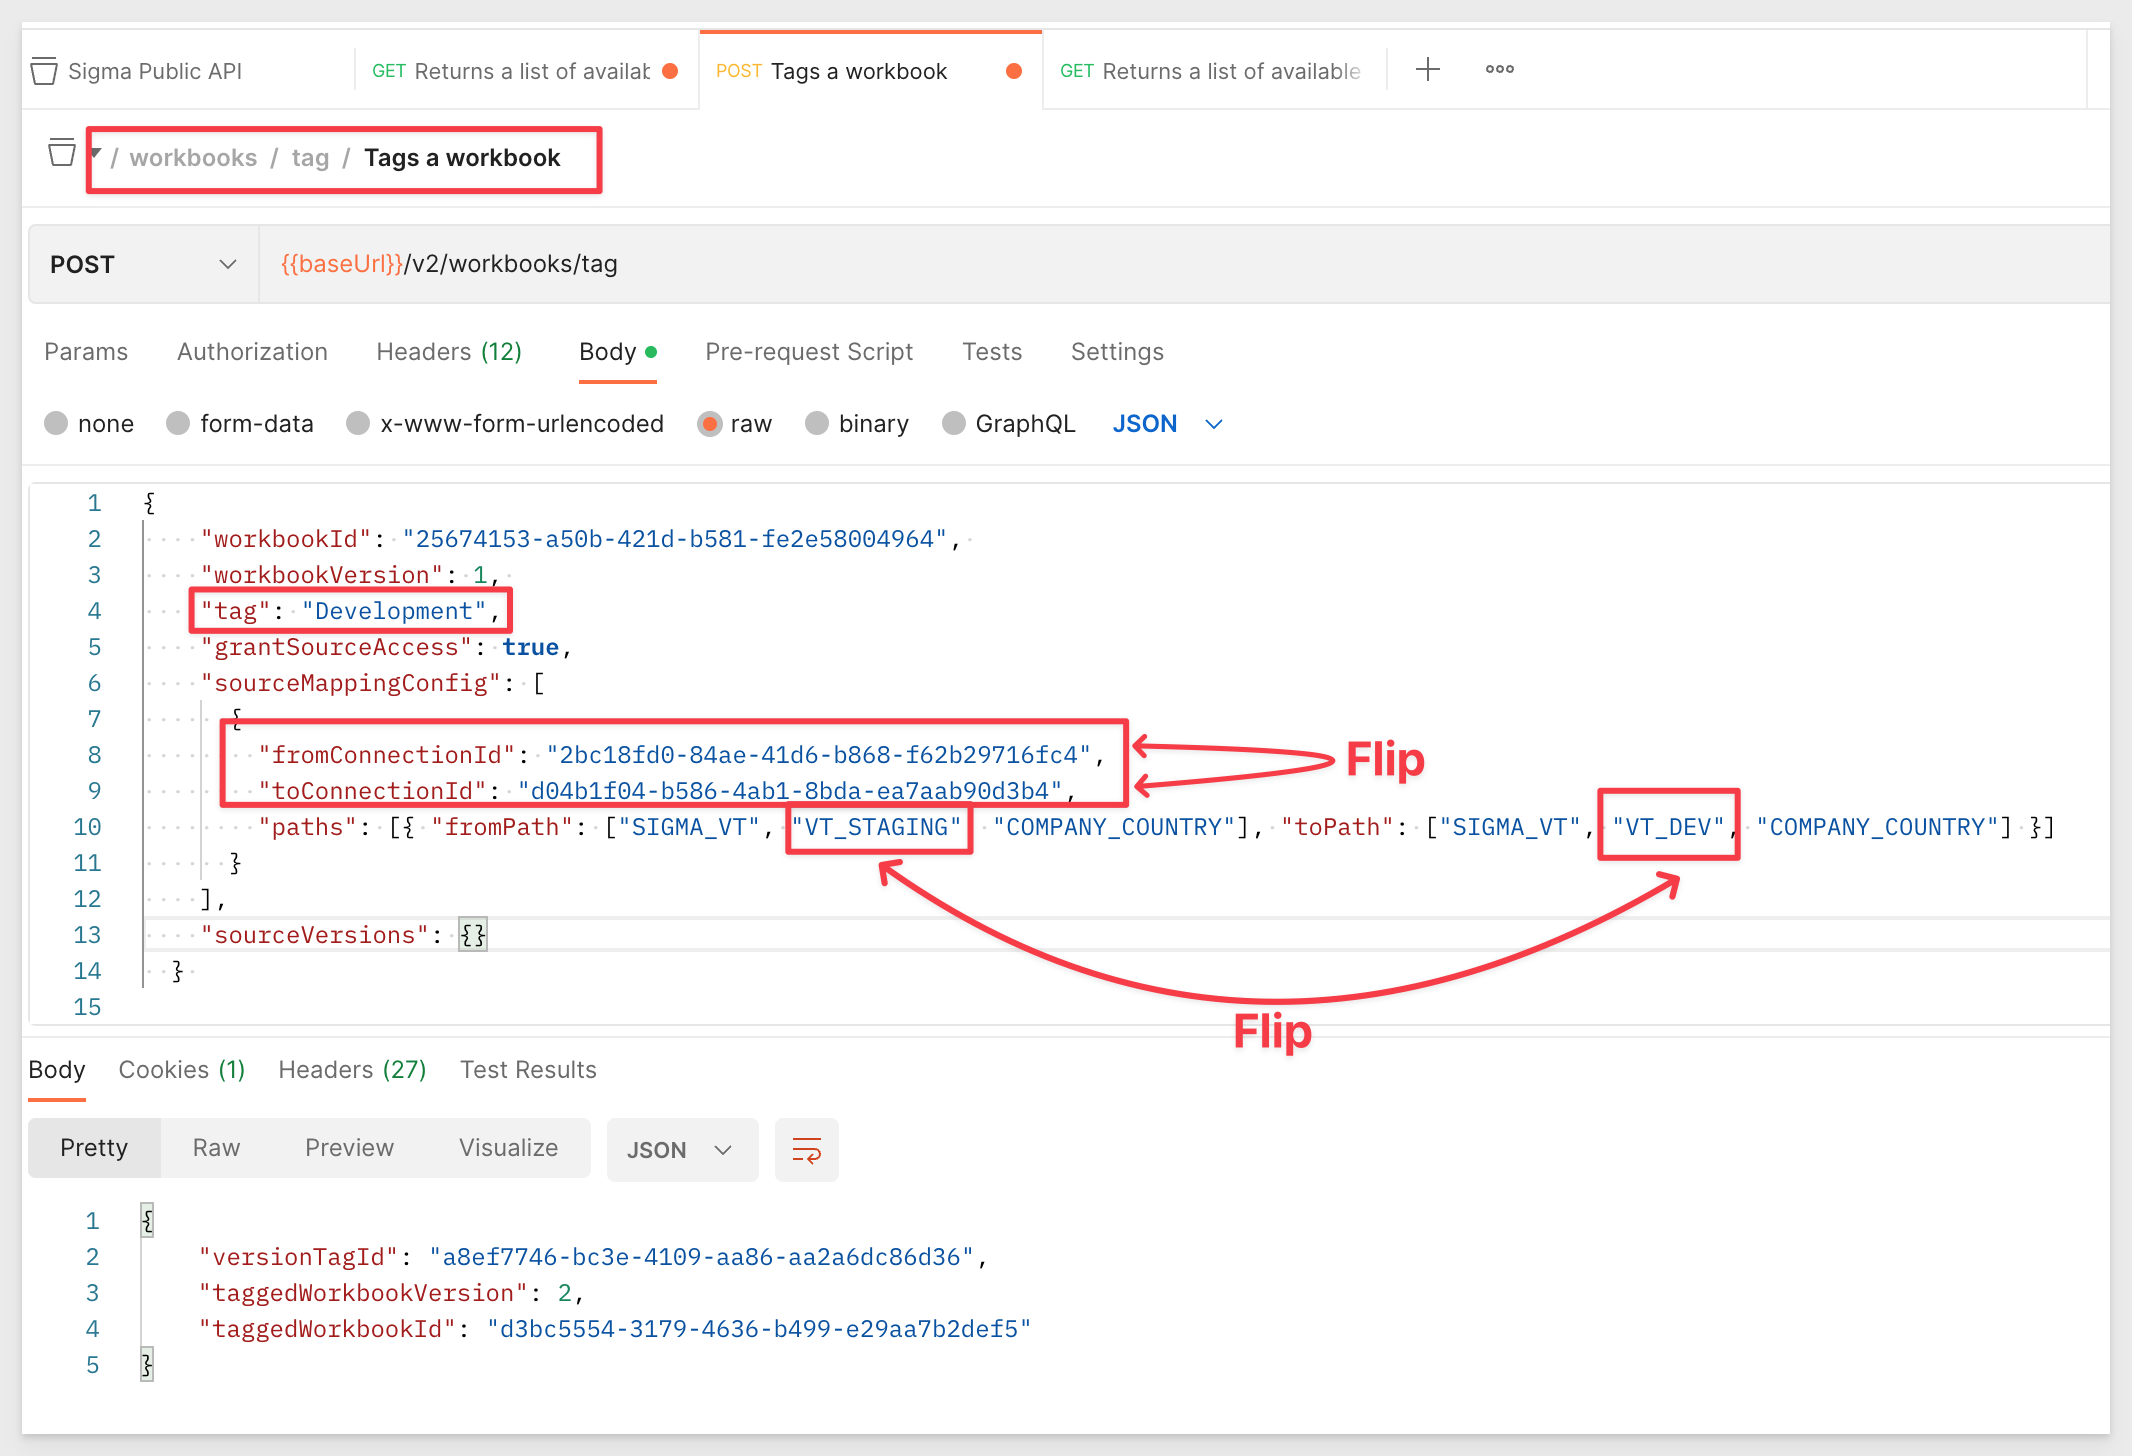 Sigma Public API
GET Returns a list of availab
POST Tags a workbook
GET Returns a list of available
/ workbooks / tag / Tags a workbook
POST
{{baseUrl}}/v2/workbooks/tag
Params Authorization Headers (12) Body Pre-request Script Tests Settings
none form-data x-www-form-urlencoded raw binary GraphQL JSON
1 {
2 "workbookId": "25674153-a50b-421d-b581-fe2e58004964",
3 "workbookVersion": 1,
4 "tag": "Development",
5 "grantSourceAccess": true,
6 "sourceMappingConfig": [
7 {
8 "fromConnectionId": "2bc18fd0-84ae-41d6-b868-f62b29716fc4",
9 "toConnectionId": "d04b1f04-b586-4ab1-8bda-ea7aab90d3b4",
Flip
10 "paths": [{ "fromPath": ["SIGMA_VT", "VT_STAGING" "COMPANY_COUNTRY"], "toPath": ["SIGMA_VT", "VT_DEV", "COMPANY_COUNTRY"] }]
11 }
12 ],
13 "sourceVersions": {}
14 }
15
Flip
Body Cookies (1) Headers (27) Test Results
Pretty Raw Preview Visualize JSON
1 {
2 "versionTagId": "a8ef7746-bc3e-4109-aa86-aa2a6dc86d36",
3 "taggedWorkbookVersion": 2,
4 "taggedWorkbookId": "d3bc5554-3179-4636-b499-e29aa7b2def5"
5 }